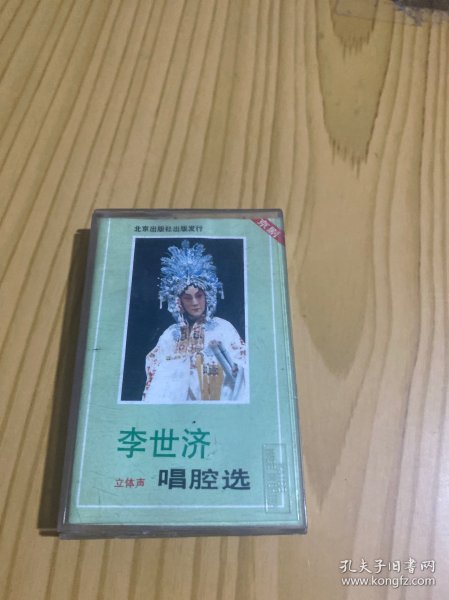 北京出版社出版发行
京剧
李世济
立体声 唱腔选
孔夫子旧书网
www.kongfz.com